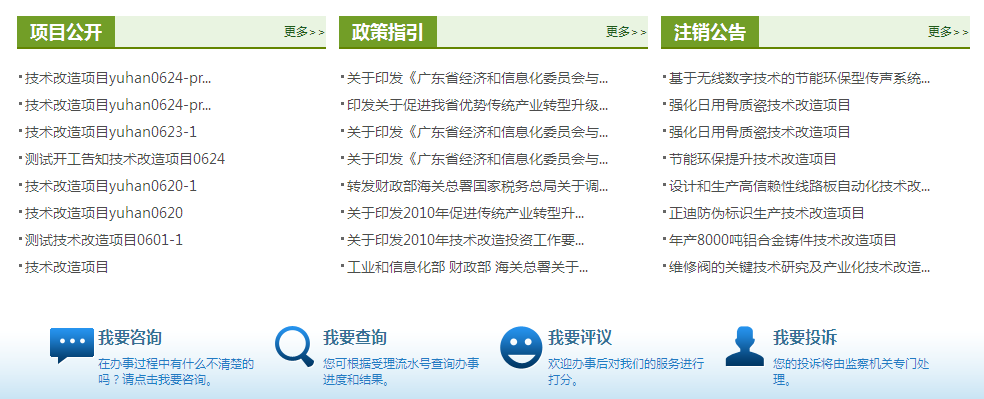 项目公开
更多>>
技术改造项目yuhan0624-pr...
技术改造项目yuhan0624-pr...
技术改造项目yuhan0623-1
测试开工告知技术改造项目0624
技术改造项目yuhan0620-1
技术改造项目yuhan0620
测试技术改造项目0601-1
技术改造项目
政策指引
更多>>
关于印发《广东省经济和信息化委员会与...
印发关于促进我省优势传统产业转型升级...
关于印发《广东省经济和信息化委员会与...
关于印发《广东省经济和信息化委员会与...
转发财政部海关总署国家税务总局关于调...
关于印发2010年促进传统产业转型升...
关于印发2010年技术改造投资工作要...
工业和信息化部 财政部 海关总署关于...
注销公告
更多>>
基于无线数字技术的节能环保型传声系统...
强化日用骨质瓷技术改造项目
强化日用骨质瓷技术改造项目
节能环保提升技术改造项目
设计和生产高信赖性线路板自动化技术改...
正迪防伪标识生产技术改造项目
年产8000吨铝合金铸件技术改造项目
维修阀的关键技术研究及产业化技术改造...
我要咨询
在办事过程中有什么不清楚的
吗？请点击我要咨询。
我要查询
您可根据受理流水号查询办事
进度和结果。
我要评议
欢迎办事后对我们的服务进行
打分。
我要投诉
您的投诉将由监察机关专门处
理。